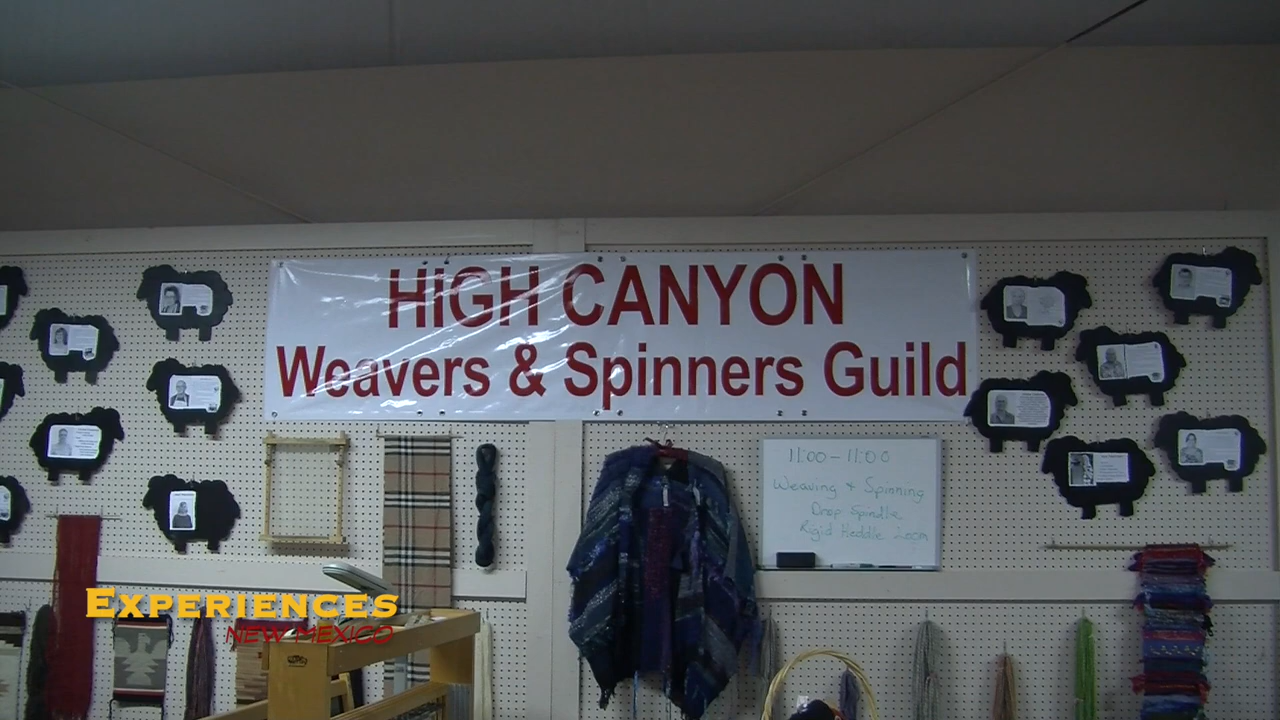 HiGH CANYON
Weavers & Spinners Guild
11:00 - 11:00
Weaving + Spinning
Drop Spindle
Rigid Heddle Loom
EXPERIENCES
NEW MEXICO